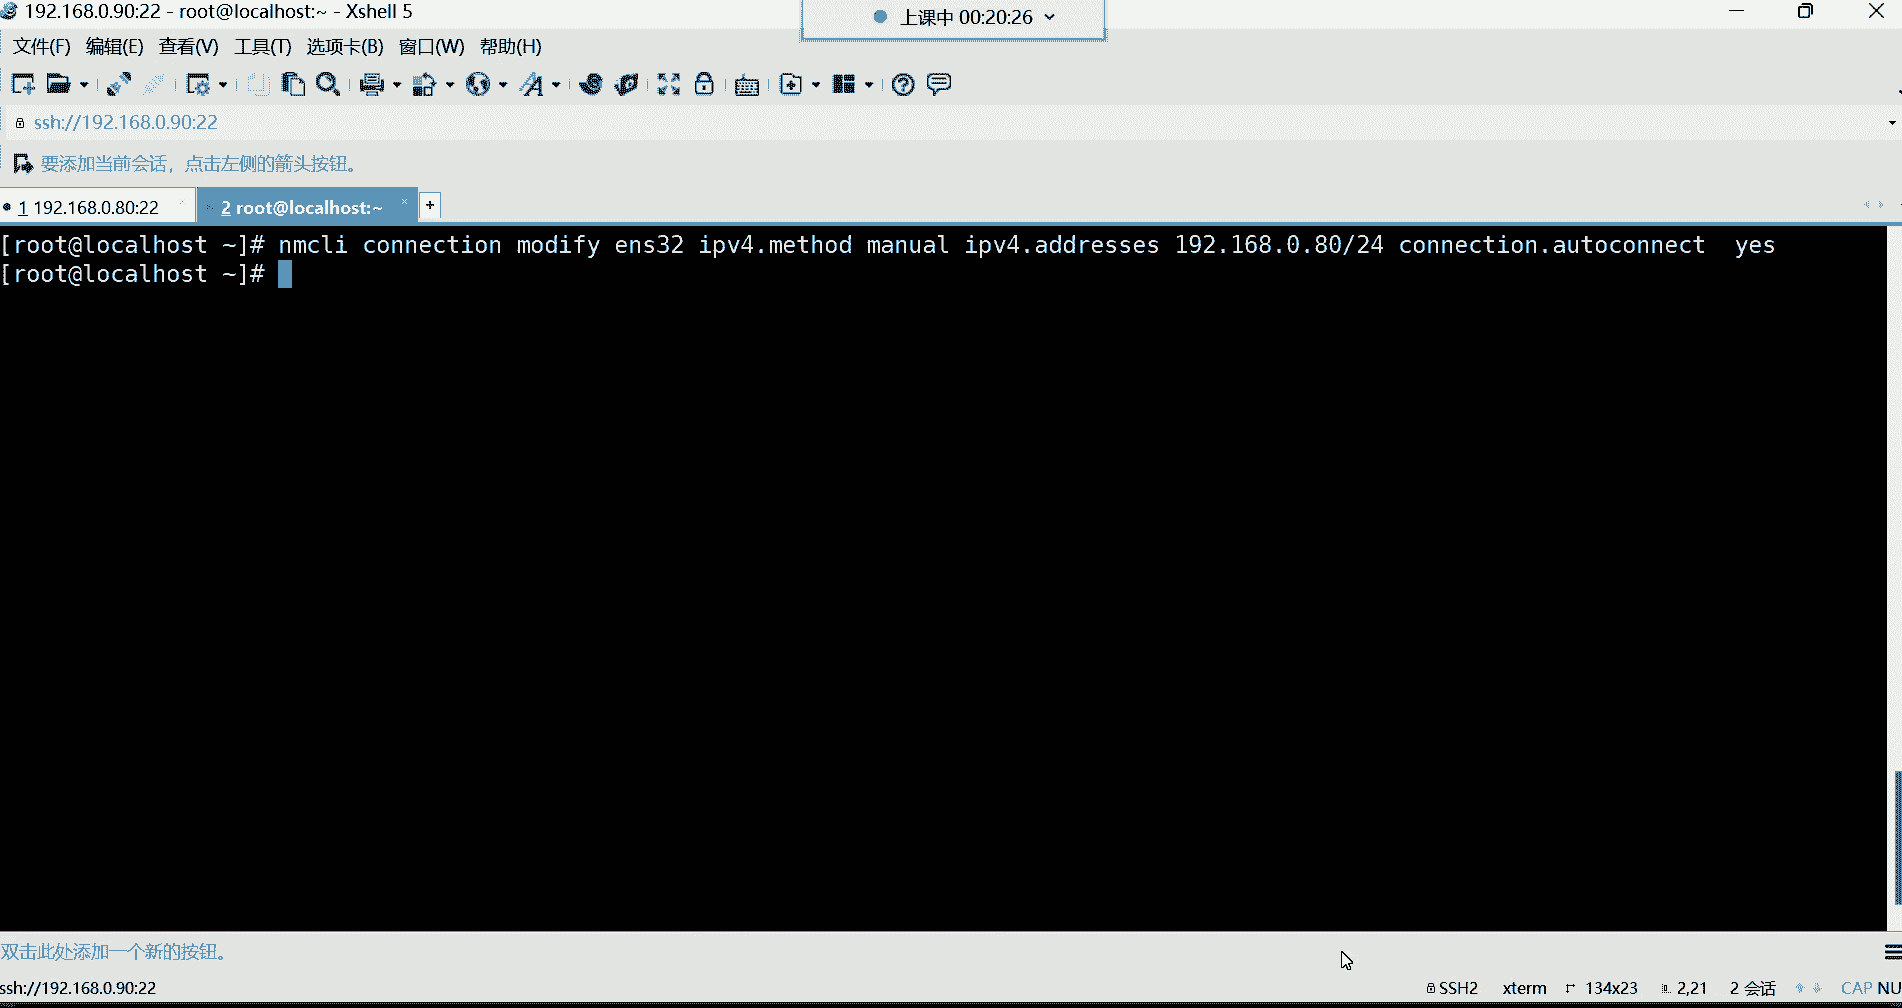 192.168.0.90:22 - root@localhost:~ - Xshell 5
上课中 00:20:26
文件(F) 编辑(E) 查看(V) 工具(T) 选项卡(B) 窗口(W) 帮助(H)
ssh://192.168.0.90:22
要添加当前会话，点击左侧的箭头按钮。
1 192.168.0.80:22
2 root@localhost:~
[root@localhost ~]# nmcli connection modify ens32 ipv4.method manual ipv4.addresses 192.168.0.80/24 connection.autoconnect  yes
[root@localhost ~]#
双击此处添加一个新的按钮。
ssh://192.168.0.90:22
SSH2 xterm 134x23 2,21 2 会话 CAP NU